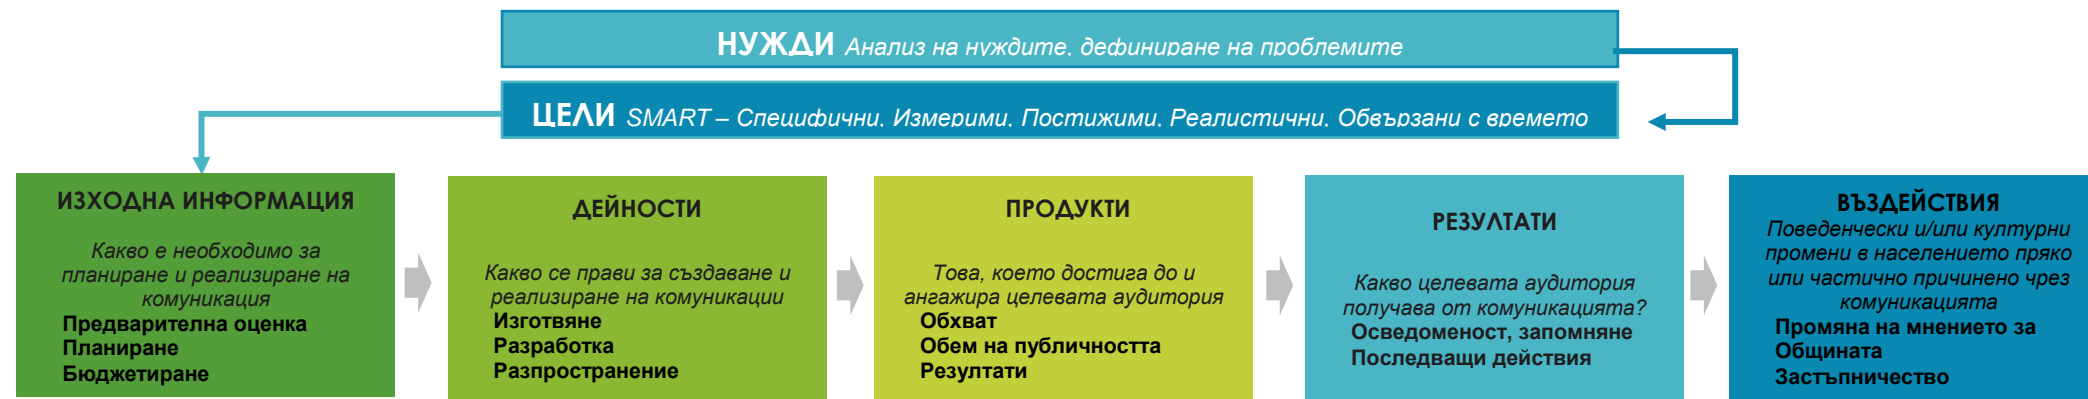 НУЖДИ Анализ на нуждите, дефиниране на проблемите
ЦЕЛИ SMART – Специфични, Измерими, Постижими, Реалистични, Обвързани с времето
ИЗХОДНА ИНФОРМАЦИЯ
Какво е необходимо за
планиране и реализиране на
комуникация
Предварителна оценка
Планиране
Бюджетиране
ДЕЙНОСТИ
Какво се прави за създаване и
реализиране на комуникации
Изготвяне
Разработка
Разпространение
ПРОДУКТИ
Това, което достига до и
ангажира целевата аудитория
Обхват
Обем на публичността
Резултати
РЕЗУЛТАТИ
Какво целевата аудитория
получава от комуникацията?
Осведоменост, запомняне
Последващи действия
ВЪЗДЕЙСТВИЯ
Поведенчески и/или културни
промени в населението пряко
или частично причинено чрез
комуникацията
Промяна на мнението за
Общината
Застъпничество